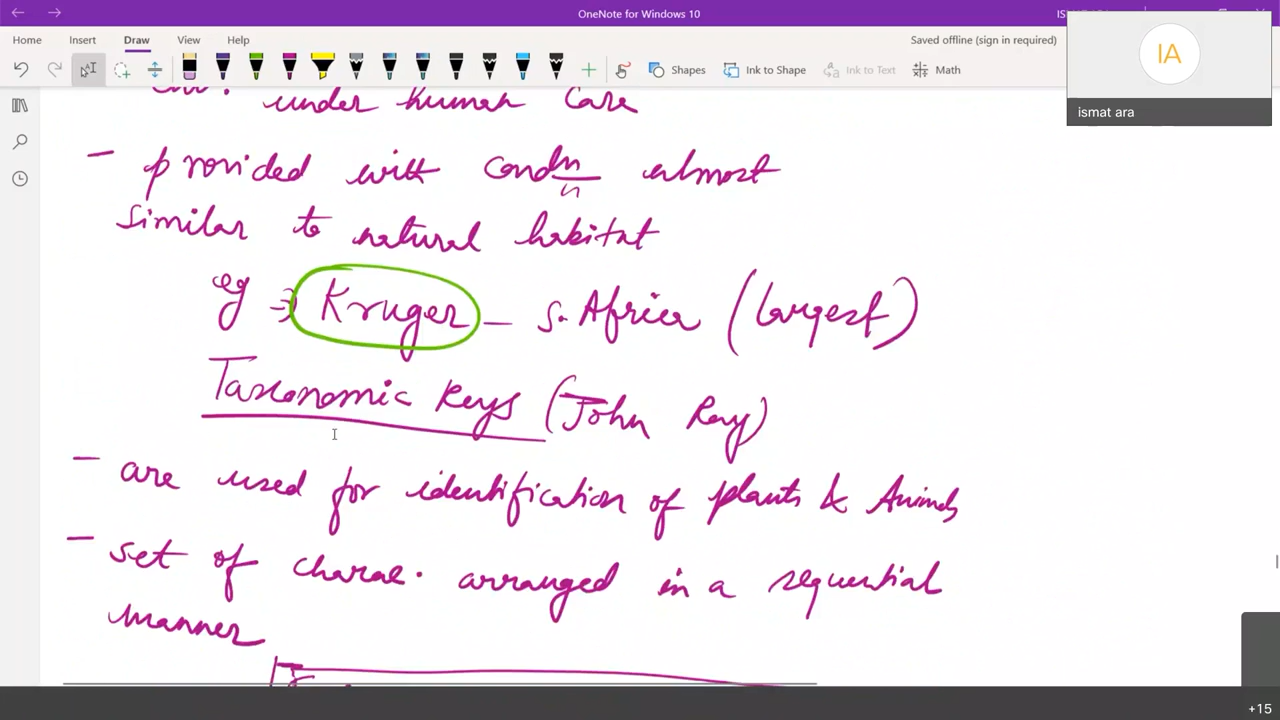 OneNote for Windows 10
Home Insert Draw View Help
Saved offline (sign in required)
Shapes Ink to Shape Ink to Text Math
IA
ismat ara
under human care
- provided with condn almost
similar to natural habitat
eg → Kruger - S. Africa (largest)
Taxonomic Keys (John Ray)
- are used for identification of plants & Animals
- set of charac. arranged in a sequential
manner
+15